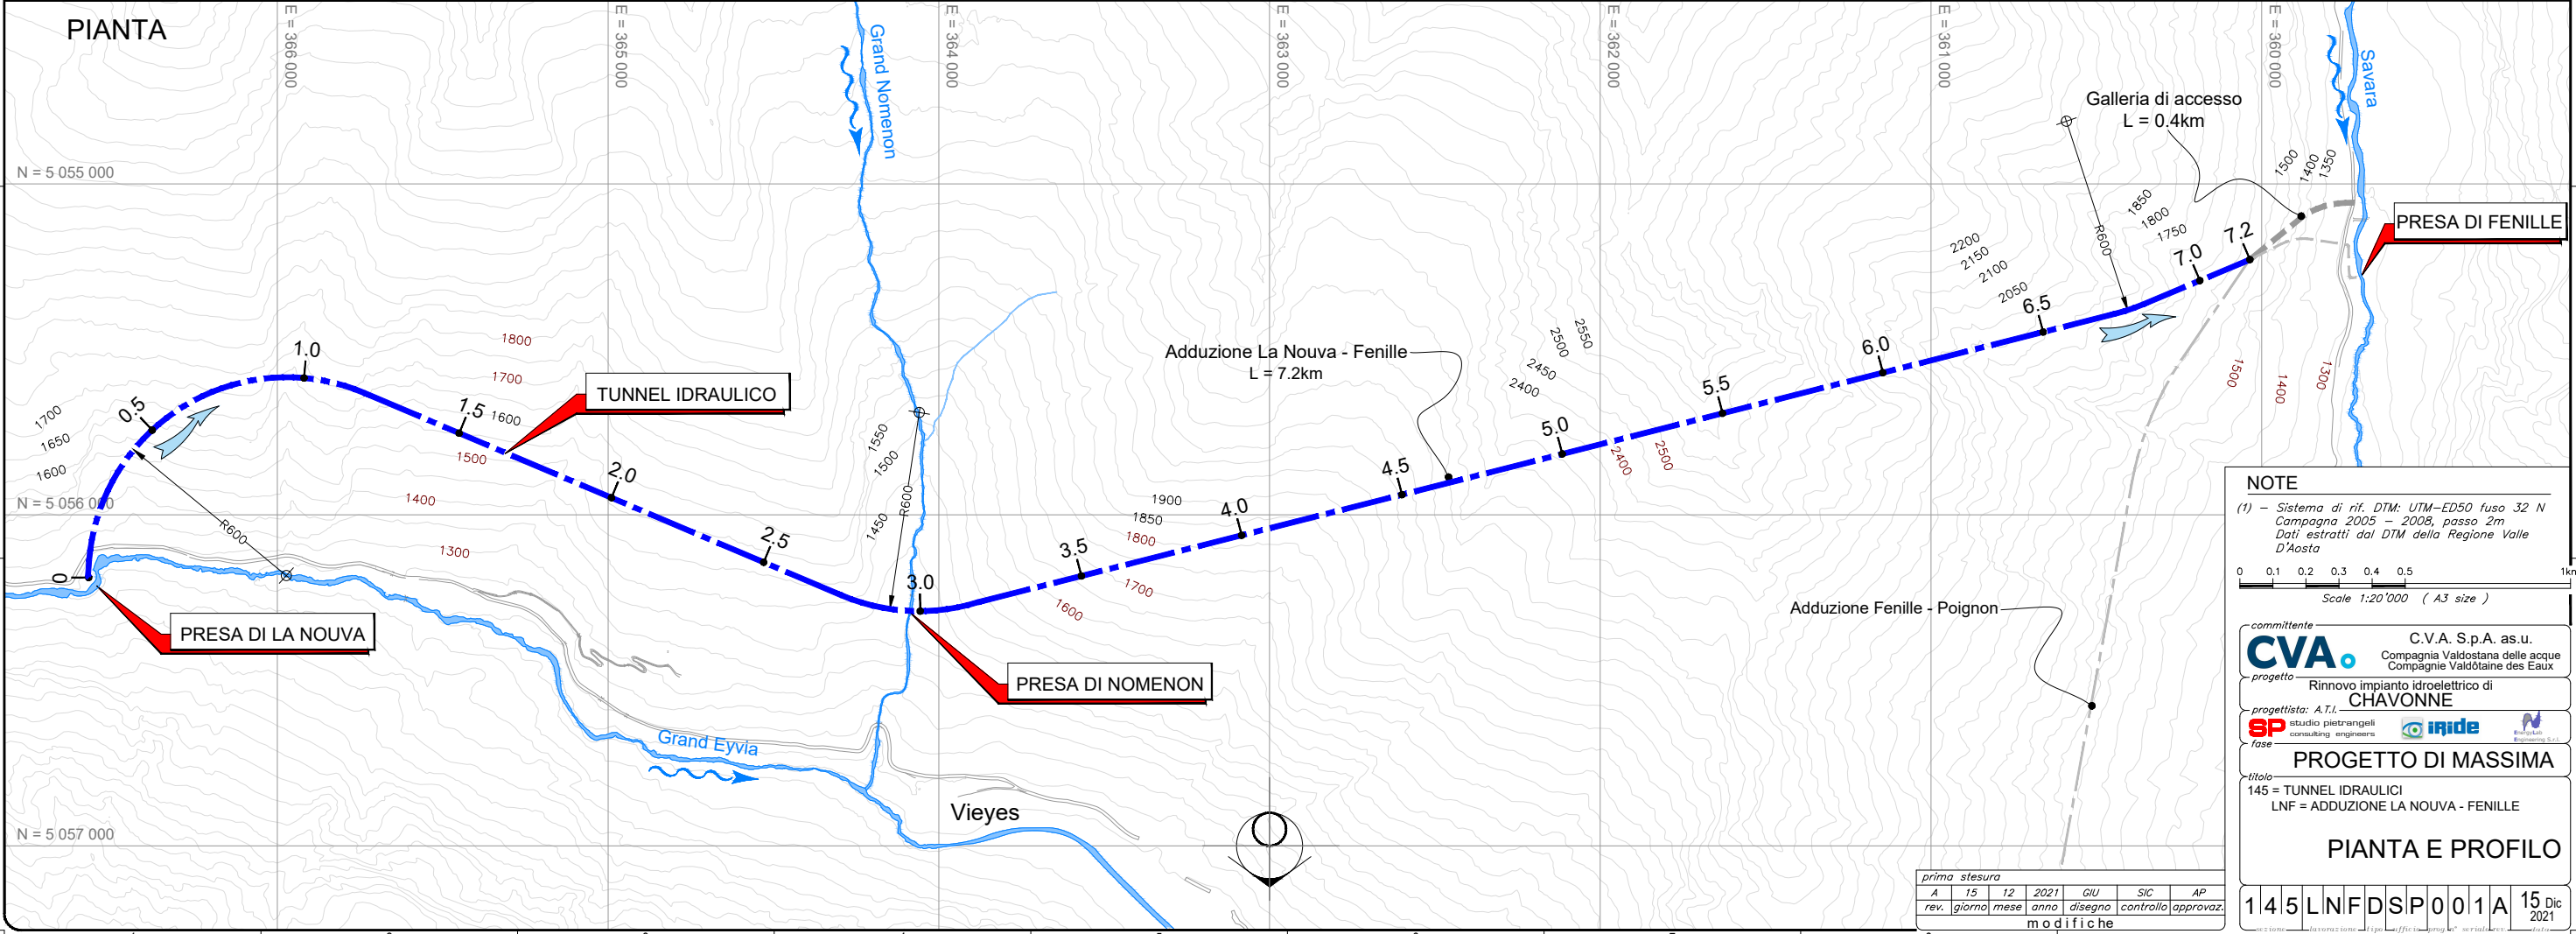 PIANTA
E = 366 000
E = 365 000
E = 364 000
E = 363 000
E = 362 000
E = 361 000
E = 360 000
Grand Nomenon
Savara
Galleria di accesso
L = 0.4km
N = 5 055 000
1500
1400
1350
1850
1800
1750
R600
7.2
7.0
PRESA DI FENILLE
2200
2150
2100
2050
6.5
6.0
5.5
5.0
4.5
4.0
3.5
3.0
2.5
2.0
1.5
1.0
0.5
0
1800
1700
1600
1500
1400
1300
TUNNEL IDRAULICO
1700
1650
1600
N = 5 056 000
R600
1550
1500
1450
R600
Adduzione La Nouva - Fenille
L = 7.2km
2550
2500
2450
2400
2400
2500
1900
1850
1800
1700
1600
1500
1400
1300
PRESA DI LA NOUVA
PRESA DI NOMENON
Adduzione Fenille - Poignon
Grand Eyvia
Vieyes
N = 5 057 000
NOTE
(1) – Sistema di rif. DTM: UTM–ED50 fuso 32 N
Campagna 2005 – 2008, passo 2m
Dati estratti dal DTM della Regione Valle
D'Aosta
0 0.1 0.2 0.3 0.4 0.5 1km
Scale 1:20'000 ( A3 size )
committente
CVA
C.V.A. S.p.A. as.u.
Compagnia Valdostana delle acque
Compagnie Valdôtaine des Eaux
progetto
Rinnovo impianto idroelettrico di
CHAVONNE
progettista: A.T.I.
SP studio pietrangeli
consulting engineers
iRide
EnergyLab
Engineering S.r.l.
fase
PROGETTO DI MASSIMA
titolo
145 = TUNNEL IDRAULICI
LNF = ADDUZIONE LA NOUVA - FENILLE
PIANTA E PROFILO
prima stesura
A 15 12 2021 GIU SIC AP
rev. giorno mese anno disegno controllo approvaz.
modifiche
145LNFDSP001A 15 Dic
2021